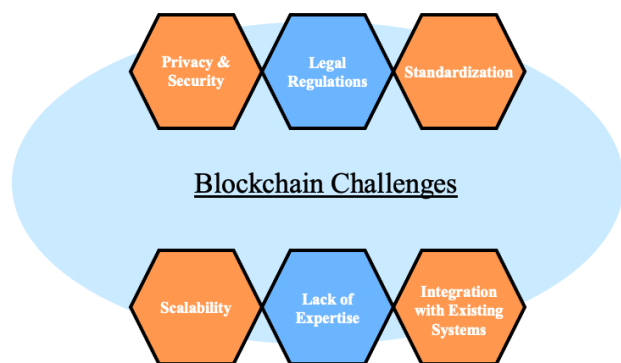 Privacy &
Security
Legal
Regulations
Standardization
Blockchain Challenges
Scalability
Lack of
Expertise
Integration
with Existing
Systems